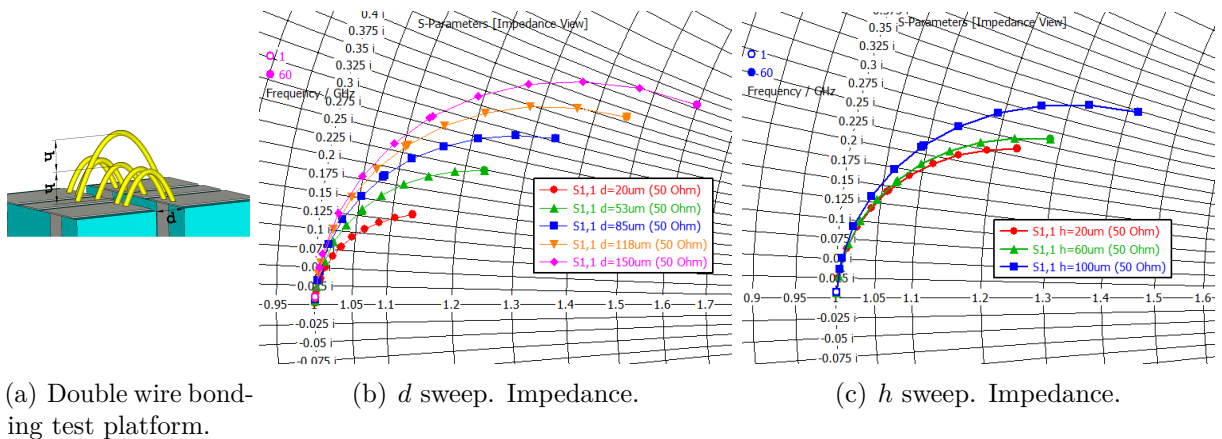 h
h
d
S-Parameters [Impedance View]
0.4 i
0.375 i
0.35 i
0.325 i
0.3 i
0.275 i
0.25 i
0.225 i
0.2 i
0.175 i
0.15 i
0.125 i
0.1 i
0.075 i
0.05 i
0.025 i
-0.025 i
-0.05 i
-0.075 i
1
60
Frequency / GHz
0.95 1 1.05 1.1 1.2 1.3 1.4 1.5 1.6 1.7
S1,1 d=20um (50 Ohm)
S1,1 d=53um (50 Ohm)
S1,1 d=85um (50 Ohm)
S1,1 d=118um (50 Ohm)
S1,1 d=150um (50 Ohm)
S-Parameters [Impedance View]
0.375 i
0.35 i
0.325 i
0.3 i
0.275 i
0.25 i
0.225 i
0.2 i
0.175 i
0.15 i
0.125 i
0.1 i
0.075 i
0.05 i
0.025 i
-0.025 i
-0.05 i
-0.075 i
1
60
Frequency / GHz
0.9 0.95 1 1.05 1.1 1.2 1.3 1.4 1.5 1.6
S1,1 h=20um (50 Ohm)
S1,1 h=60um (50 Ohm)
S1,1 h=100um (50 Ohm)
(a) Double wire bond-
ing test platform.
(b) d sweep. Impedance.
(c) h sweep. Impedance.